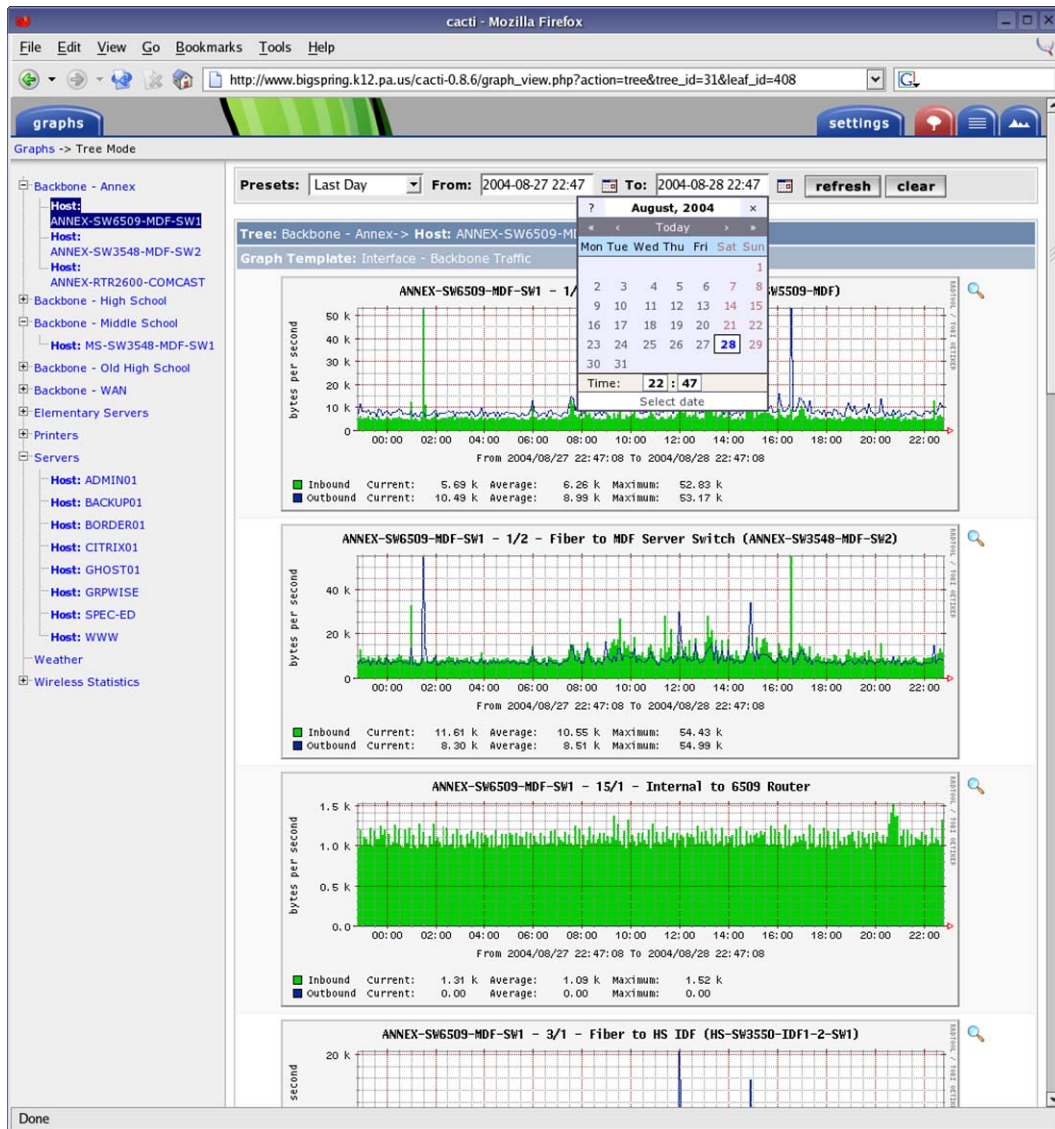 cacti - Mozilla Firefox
File Edit View Go Bookmarks Tools Help
http://www.bigspring.k12.pa.us/cacti-0.8.6/graph_view.php?action=tree&tree_id=31&leaf_id=408
G
graphs
settings
Graphs -> Tree Mode
Backbone - Annex
Host:
ANNEX-SW6509-MDF-SW1
Host:
ANNEX-SW3548-MDF-SW2
Host:
ANNEX-RTR2600-COMCAST
Backbone - High School
Backbone - Middle School
Host: MS-SW3548-MDF-SW1
Backbone - Old High School
Backbone - WAN
Elementary Servers
Printers
Servers
Host: ADMIN01
Host: BACKUP01
Host: BORDER01
Host: CITRIX01
Host: GHOST01
Host: GRPWISE
Host: SPEC-ED
Host: WWW
Weather
Wireless Statistics
Presets: Last Day From: 2004-08-27 22:47 To: 2004-08-28 22:47 refresh clear
Tree: Backbone - Annex-> Host: ANNEX-SW6509-M
Graph Template: Interface - Backbone Traffic
? August, 2004 ×
« ‹ Today › »
Mon Tue Wed Thu Fri Sat Sun
1
2 3 4 5 6 7 8
9 10 11 12 13 14 15
16 17 18 19 20 21 22
23 24 25 26 27 28 29
30 31
Time: 22 : 47
Select date
ANNEX-SW6509-MDF-SW1 - 1/ W5509-MDF)
RRDTOOL / TOBI OETIKER
bytes per second
50 k
40 k
30 k
20 k
10 k
0
00:00 02:00 04:00 06:00 08:00 10:00 12:00 14:00 16:00 18:00 20:00 22:00
From 2004/08/27 22:47:08 To 2004/08/28 22:47:08
Inbound Current: 5.69 k Average: 6.26 k Maximum: 52.83 k
Outbound Current: 10.49 k Average: 8.99 k Maximum: 53.17 k
ANNEX-SW6509-MDF-SW1 - 1/2 - Fiber to MDF Server Switch (ANNEX-SW3548-MDF-SW2)
RRDTOOL / TOBI OETIKER
bytes per second
40 k
20 k
0
00:00 02:00 04:00 06:00 08:00 10:00 12:00 14:00 16:00 18:00 20:00 22:00
From 2004/08/27 22:47:08 To 2004/08/28 22:47:08
Inbound Current: 11.61 k Average: 10.55 k Maximum: 54.43 k
Outbound Current: 8.30 k Average: 8.51 k Maximum: 54.99 k
ANNEX-SW6509-MDF-SW1 - 15/1 - Internal to 6509 Router
RRDTOOL / TOBI OETIKER
bytes per second
1.5 k
1.0 k
0.5 k
0.0
00:00 02:00 04:00 06:00 08:00 10:00 12:00 14:00 16:00 18:00 20:00 22:00
From 2004/08/27 22:47:08 To 2004/08/28 22:47:08
Inbound Current: 1.31 k Average: 1.09 k Maximum: 1.52 k
Outbound Current: 0.00 Average: 0.00 Maximum: 0.00
ANNEX-SW6509-MDF-SW1 - 3/1 - Fiber to HS IDF (HS-SW3550-IDF1-2-SW1)
RRDTOOL / TOBI OETIKER
second
20 k
Done